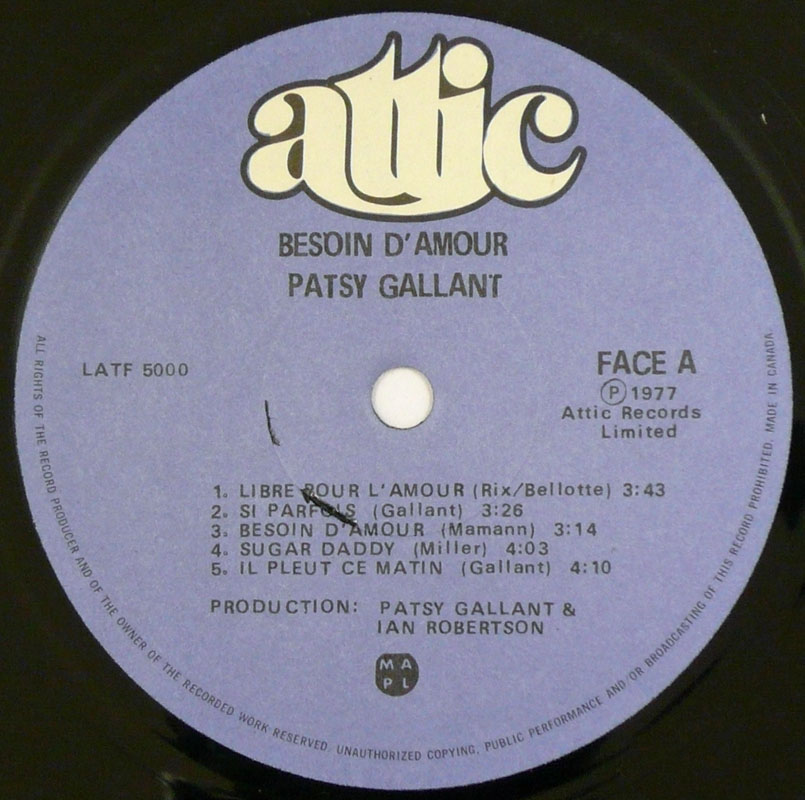 attic
BESOIN D'AMOUR
PATSY GALLANT
LATF 5000
FACE A
Ⓟ 1977
Attic Records
Limited
1. LIBRE POUR L'AMOUR (Rix/Bellotte) 3:43
2. SI PARFOIS (Gallant) 3:26
3. BESOIN D'AMOUR (Mamann) 3:14
4. SUGAR DADDY (Miller) 4:03
5. IL PLEUT CE MATIN (Gallant) 4:10
PRODUCTION: PATSY GALLANT &
IAN ROBERTSON
M A
P L
ALL RIGHTS OF THE RECORD PRODUCER AND OF THE OWNER OF THE RECORDED WORK RESERVED. UNAUTHORIZED COPYING, PUBLIC PERFORMANCE AND/OR BROADCASTING OF THIS RECORD PROHIBITED. MADE IN CANADA